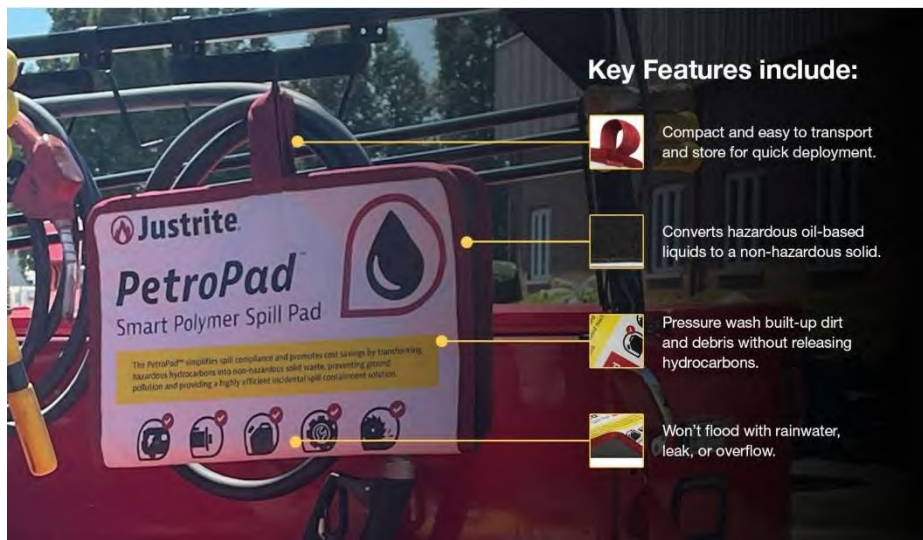 Key Features include:
Compact and easy to transport
and store for quick deployment.
Converts hazardous oil-based
liquids to a non-hazardous solid.
Pressure wash built-up dirt
and debris without releasing
hydrocarbons.
Won't flood with rainwater,
leak, or overflow.
Justrite
PetroPad™
Smart Polymer Spill Pad
The PetroPad™ simplifies spill compliance and promotes cost savings by transforming
hazardous hydrocarbons into non-hazardous solid waste, preventing ground
pollution and providing a highly efficient incidental spill containment solution.